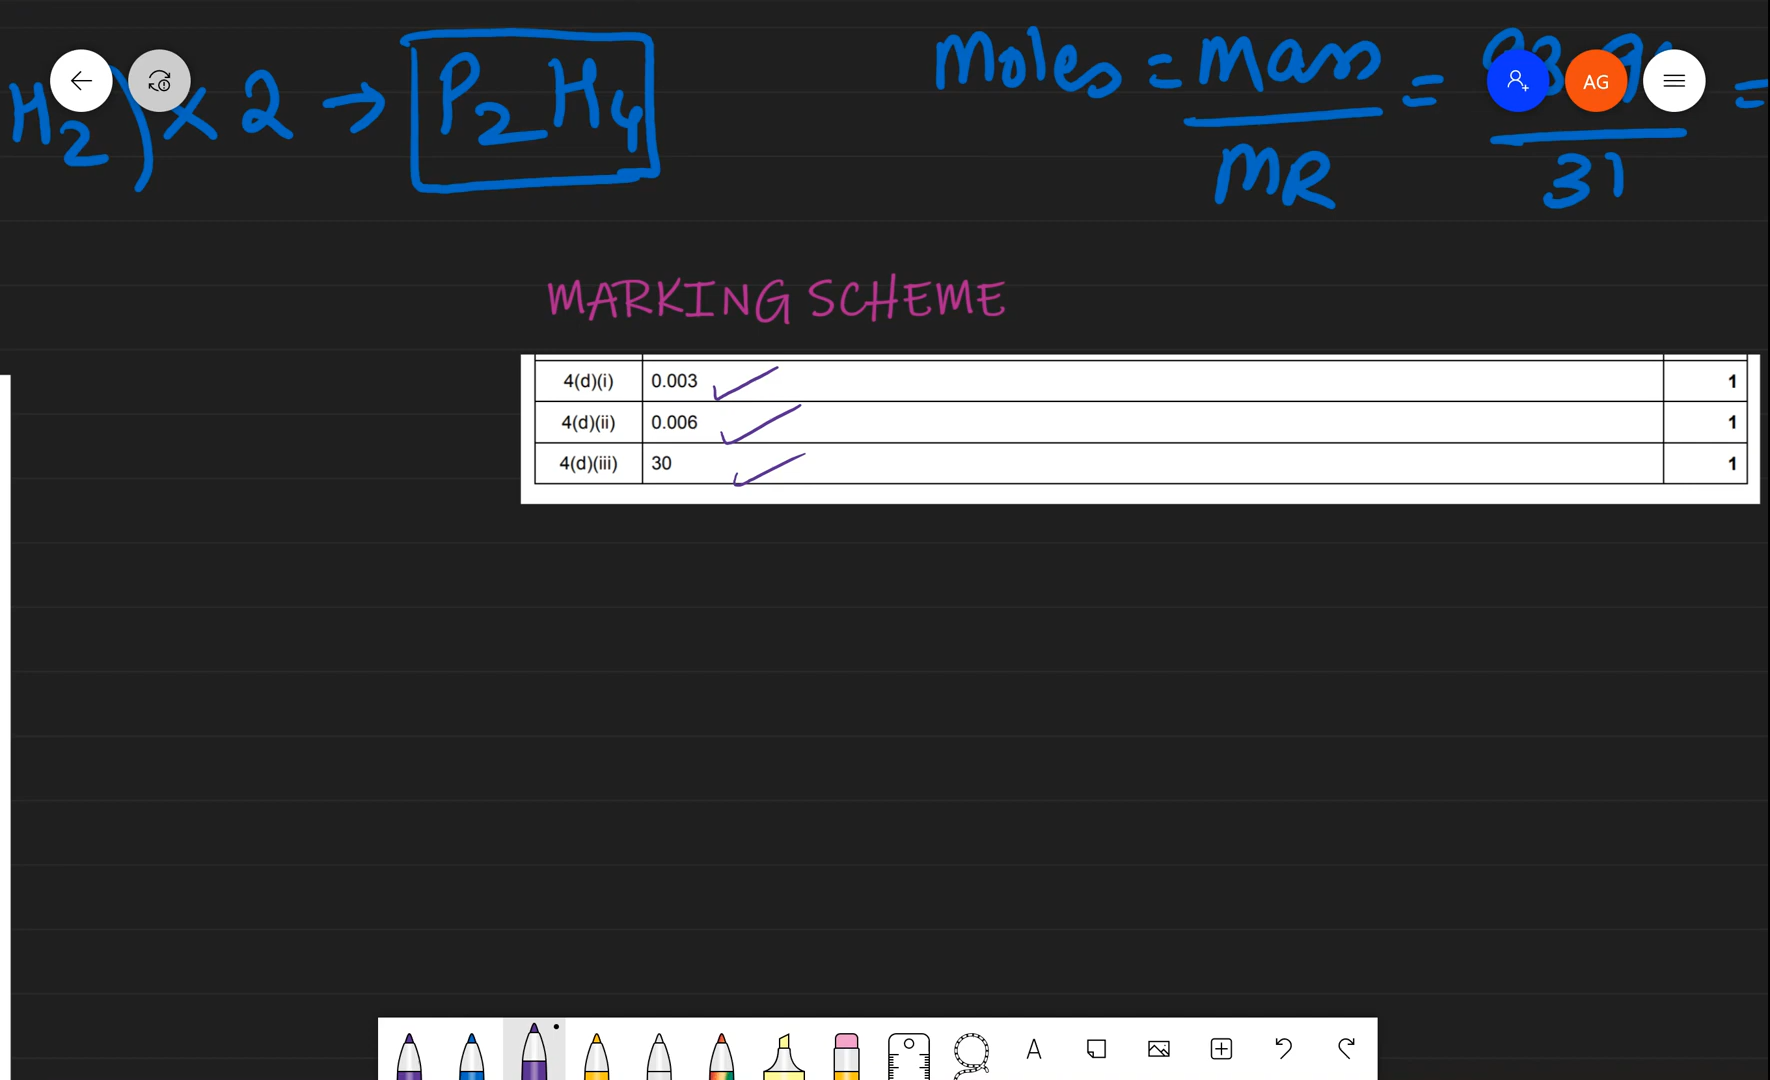 H2) × 2 → P2H4
Moles = Mass / MR = / 31 =
AG
MARKING SCHEME
4(d)(i) 0.003 1
4(d)(ii) 0.006 1
4(d)(iii) 30 1
A